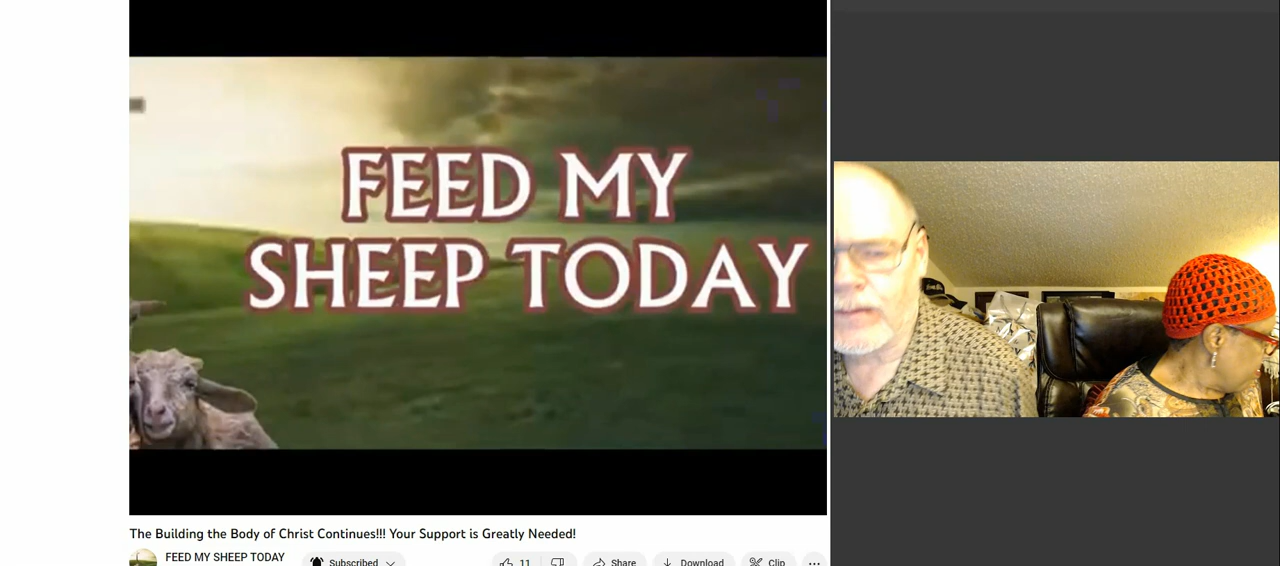 FEED MY
SHEEP TODAY
The Building the Body of Christ Continues!!! Your Support is Greatly Needed!
FEED MY SHEEP TODAY
Subscribed
11
Share
Download
Clip